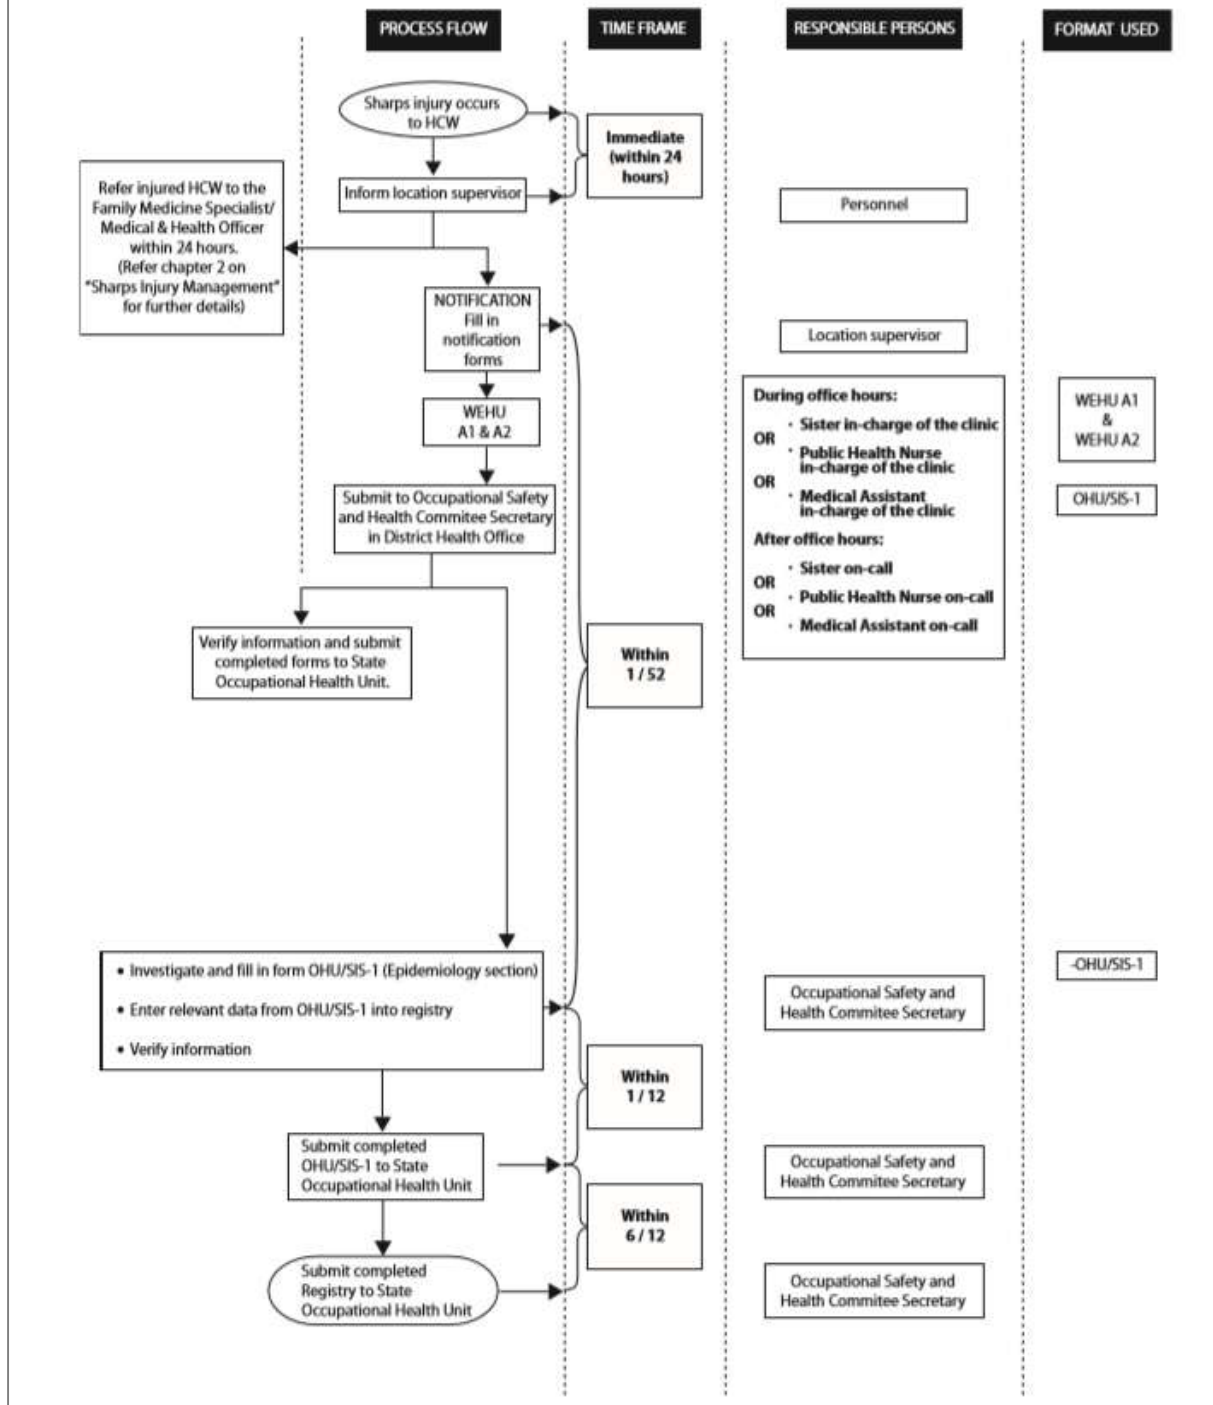 PROCESS FLOW
TIME FRAME
RESPONSIBLE PERSONS
FORMAT USED
Sharps injury occurs
to HCW
Immediate
(within 24
hours)
Inform location supervisor
Personnel
Refer injured HCW to the
Family Medicine Specialist/
Medical & Health Officer
within 24 hours.
(Refer chapter 2 on
"Sharps Injury Management"
for further details)
NOTIFICATION
Fill in
notification
forms
Location supervisor
WEHU
A1 & A2
During office hours:
· Sister in-charge of the clinic
OR
· Public Health Nurse
in-charge of the clinic
OR
· Medical Assistant
in-charge of the clinic
After office hours:
· Sister on-call
OR
· Public Health Nurse on-call
OR
· Medical Assistant on-call
WEHU A1
&
WEHU A2
OHU/SIS-1
Submit to Occupational Safety
and Health Commitee Secretary
in District Health Office
Verify information and submit
completed forms to State
Occupational Health Unit.
Within
1 / 52
• Investigate and fill in form OHU/SIS-1 (Epidemiology section)
• Enter relevant data from OHU/SIS-1 into registry
• Verify information
Occupational Safety and
Health Commitee Secretary
-OHU/SIS-1
Within
1 / 12
Submit completed
OHU/SIS-1 to State
Occupational Health Unit
Occupational Safety and
Health Commitee Secretary
Within
6 / 12
Submit completed
Registry to State
Occupational Health Unit
Occupational Safety and
Health Commitee Secretary